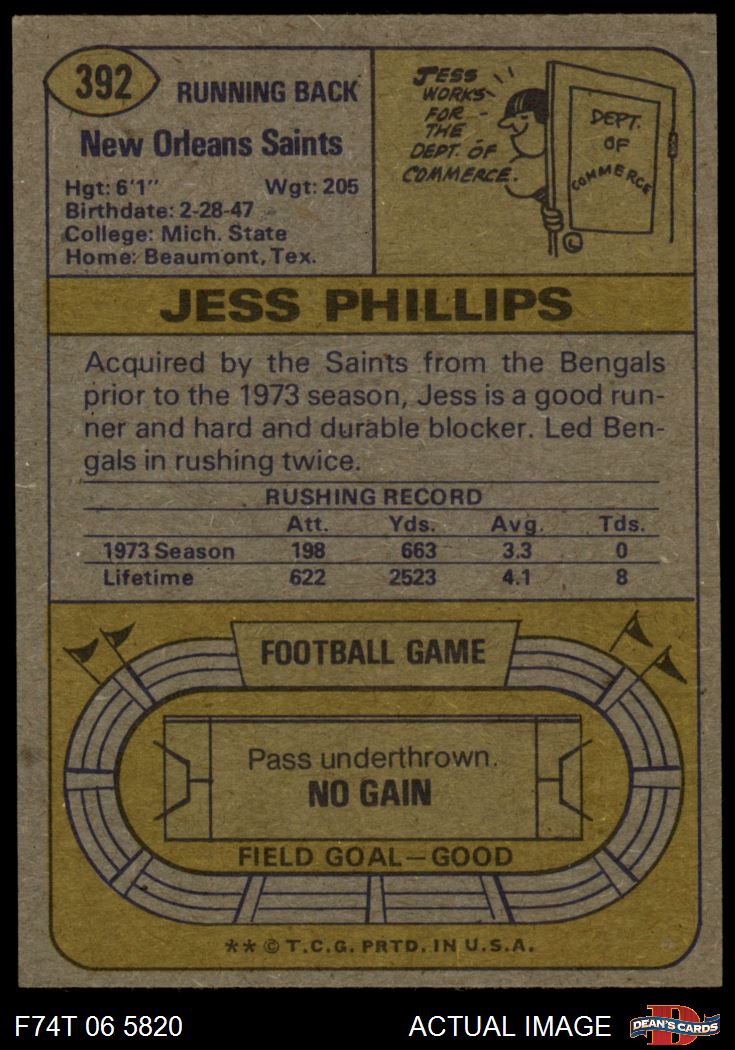 392
RUNNING BACK
New Orleans Saints
Hgt: 6'1" Wgt: 205
Birthdate: 2-28-47
College: Mich. State
Home: Beaumont, Tex.
JESS
WORKS
FOR
THE
DEPT. OF
COMMERCE.
DEPT.
OF
COMMERCE
JESS PHILLIPS
Acquired by the Saints from the Bengals
prior to the 1973 season, Jess is a good run-
ner and hard and durable blocker. Led Ben-
gals in rushing twice.
RUSHING RECORD
Att. Yds. Avg. Tds.
1973 Season 198 663 3.3 0
Lifetime 622 2523 4.1 8
FOOTBALL GAME
Pass underthrown.
NO GAIN
FIELD GOAL—GOOD
** © T.C.G. PRTD. IN U.S.A.
F74T 06 5820 ACTUAL IMAGE
D
DEAN'S CARDS